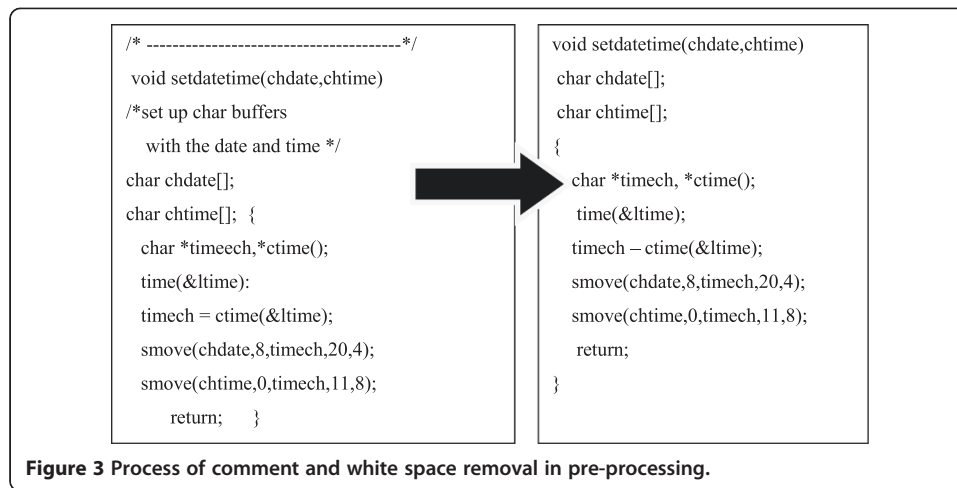 /* ----------------------------------------*/
void setdatetime(chdate,chtime)
/*set up char buffers
with the date and time */
char chdate[];
char chtime[]; {
char *timeech,*ctime();
time(&ltime):
timech = ctime(&ltime);
smove(chdate,8,timech,20,4);
smove(chtime,0,timech,11,8);
return; }
void setdatetime(chdate,chtime)
char chdate[];
char chtime[];
{
char *timech, *ctime();
time(&ltime);
timech – ctime(&ltime);
smove(chdate,8,timech,20,4);
smove(chtime,0,timech,11,8);
return;
}
Figure 3 Process of comment and white space removal in pre-processing.